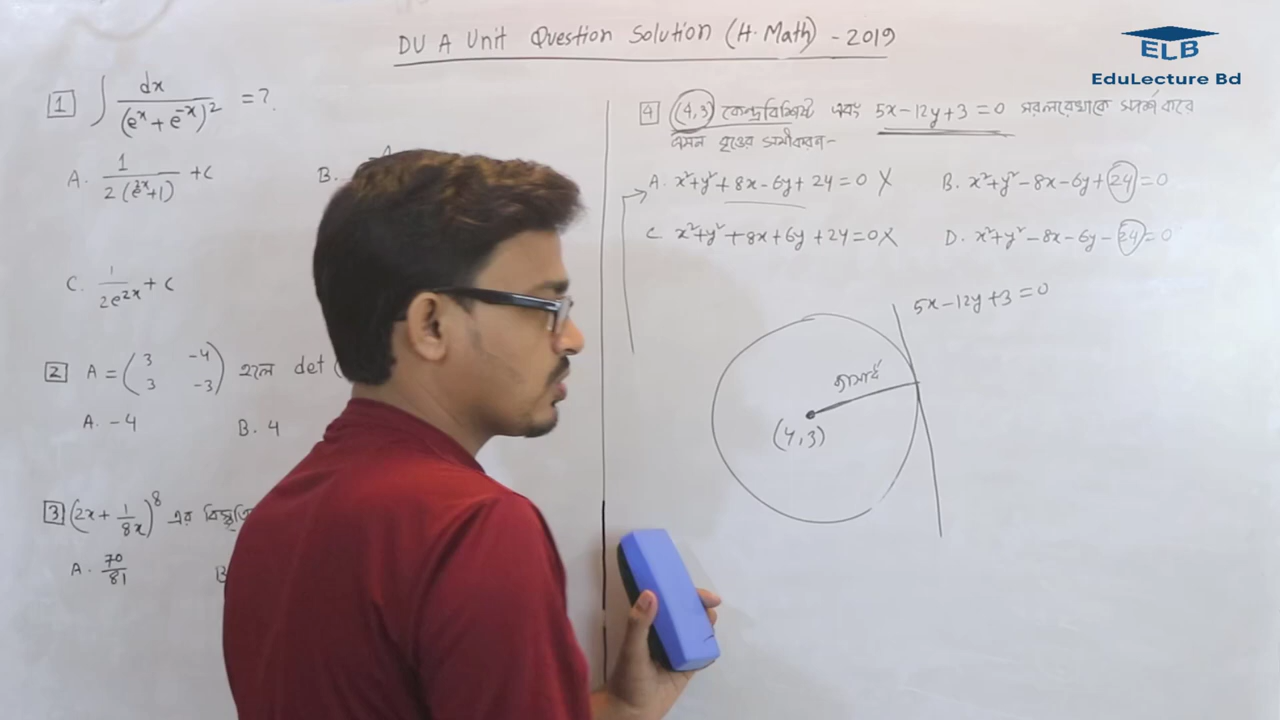 DU A Unit Question Solution (H.Math) - 2019
ELB
EduLecture Bd
1 ∫ dx/(eˣ + e⁻ˣ)² = ?
A. 1/2(e²ˣ+1) + C
B.
C. 1/2e²ˣ + C
2 A = (3 -4; 3 -3) হলে det (
A. -4
B. 4
3 (2x + 1/8x)⁸ এর
A. 70/81
B
4 (4,3) কেন্দ্রবিশিষ্ট এবং 5x-12y+3=0 সরলরেখাকে স্পর্শ করে
এমন বৃত্তের সমীকরণ-
A. x²+y²+8x-6y+24=0 X
B. x²+y²-8x-6y+24=0
C x²+y²+8x+6y+24=0 X
D. x²+y²-8x-6y-24=0
5x-12y+3=0
ব্যাসার্ধ
(4,3)